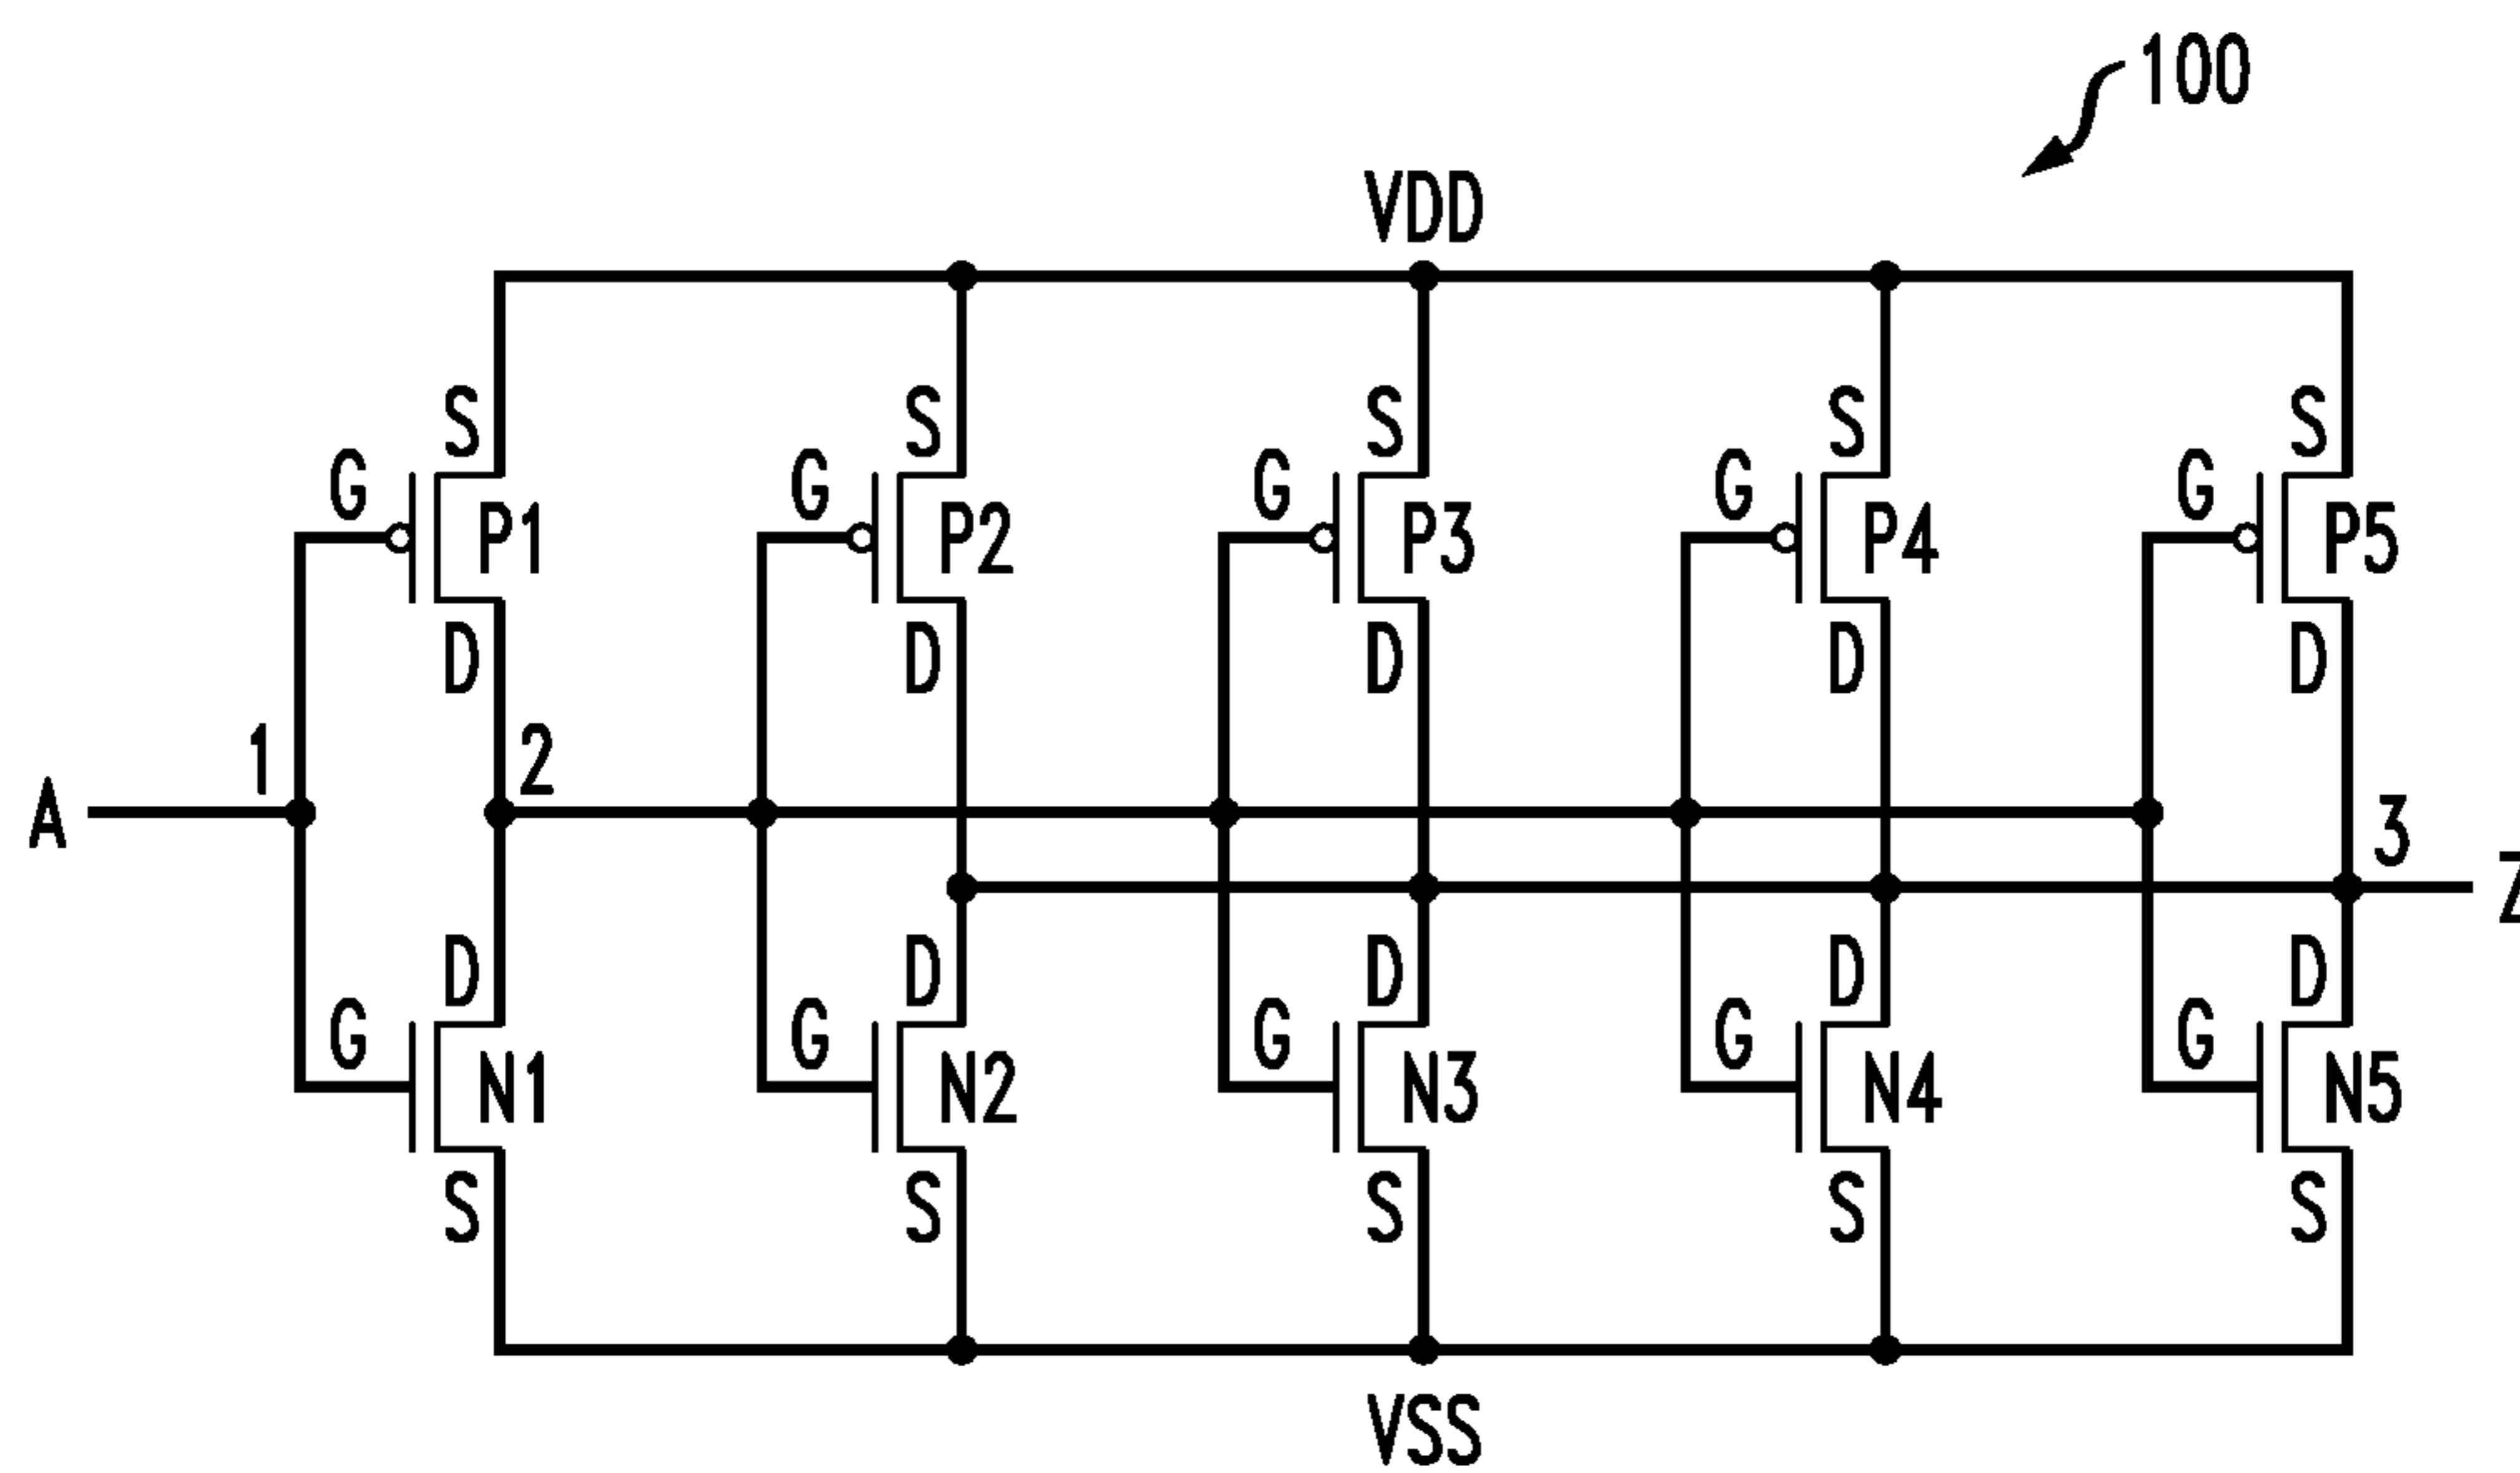 100
VDD
S S S S S
G G G G G
P1 P2 P3 P4 P5
D D D D D
1 2
A
3
Z
D D D D D
G G G G G
N1 N2 N3 N4 N5
S S S S S
VSS